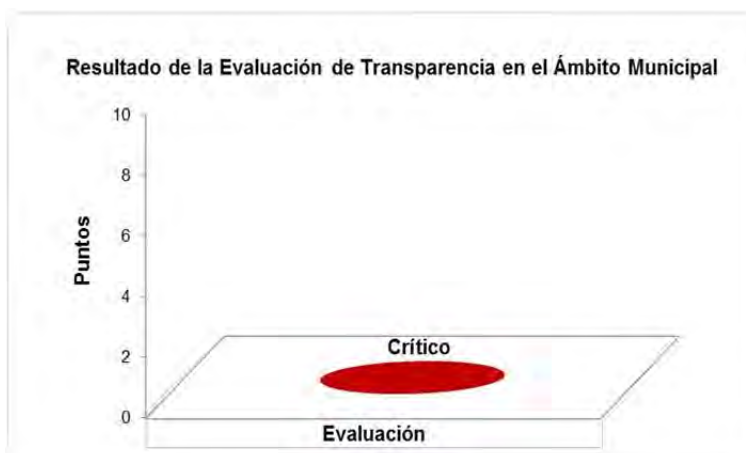 Resultado de la Evaluación de Transparencia en el Ámbito Municipal
Puntos
10
8
6
4
2
0
Crítico
Evaluación